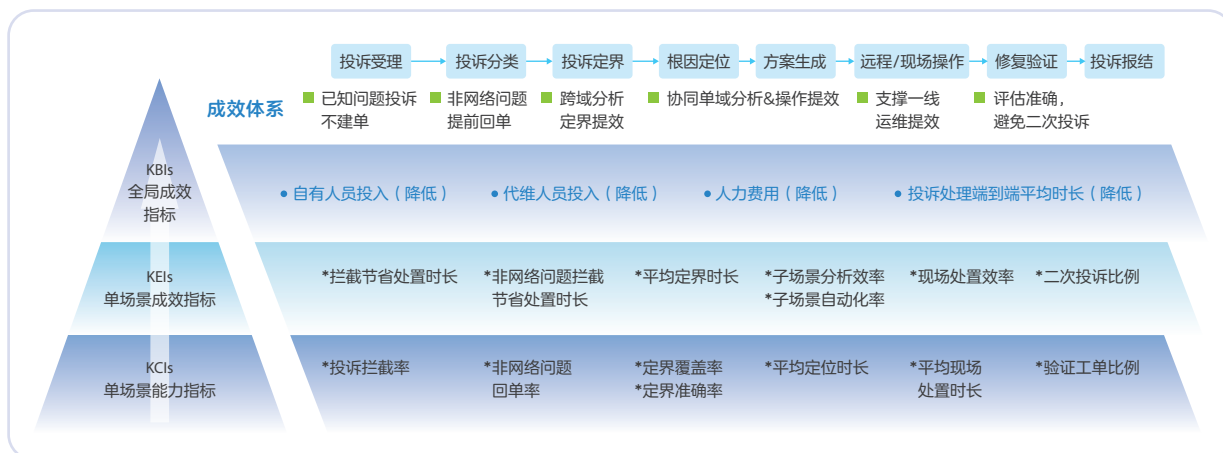 投诉受理
投诉分类
投诉定界
根因定位
方案生成
远程/现场操作
修复验证
投诉报结
成效体系
已知问题投诉
不建单
非网络问题
提前回单
跨域分析
定界提效
协同单域分析&操作提效
支撑一线
运维提效
评估准确，
避免二次投诉
KBIs
全局成效
指标
• 自有人员投入（降低）
• 代维人员投入（降低）
• 人力费用（降低）
• 投诉处理端到端平均时长（降低）
KEIs
单场景成效指标
*拦截节省处置时长
*非网络问题拦截
节省处置时长
*平均定界时长
*子场景分析效率
*子场景自动化率
*现场处置效率
*二次投诉比例
KCIs
单场景能力指标
*投诉拦截率
*非网络问题
回单率
*定界覆盖率
*定界准确率
*平均定位时长
*平均现场
处置时长
*验证工单比例